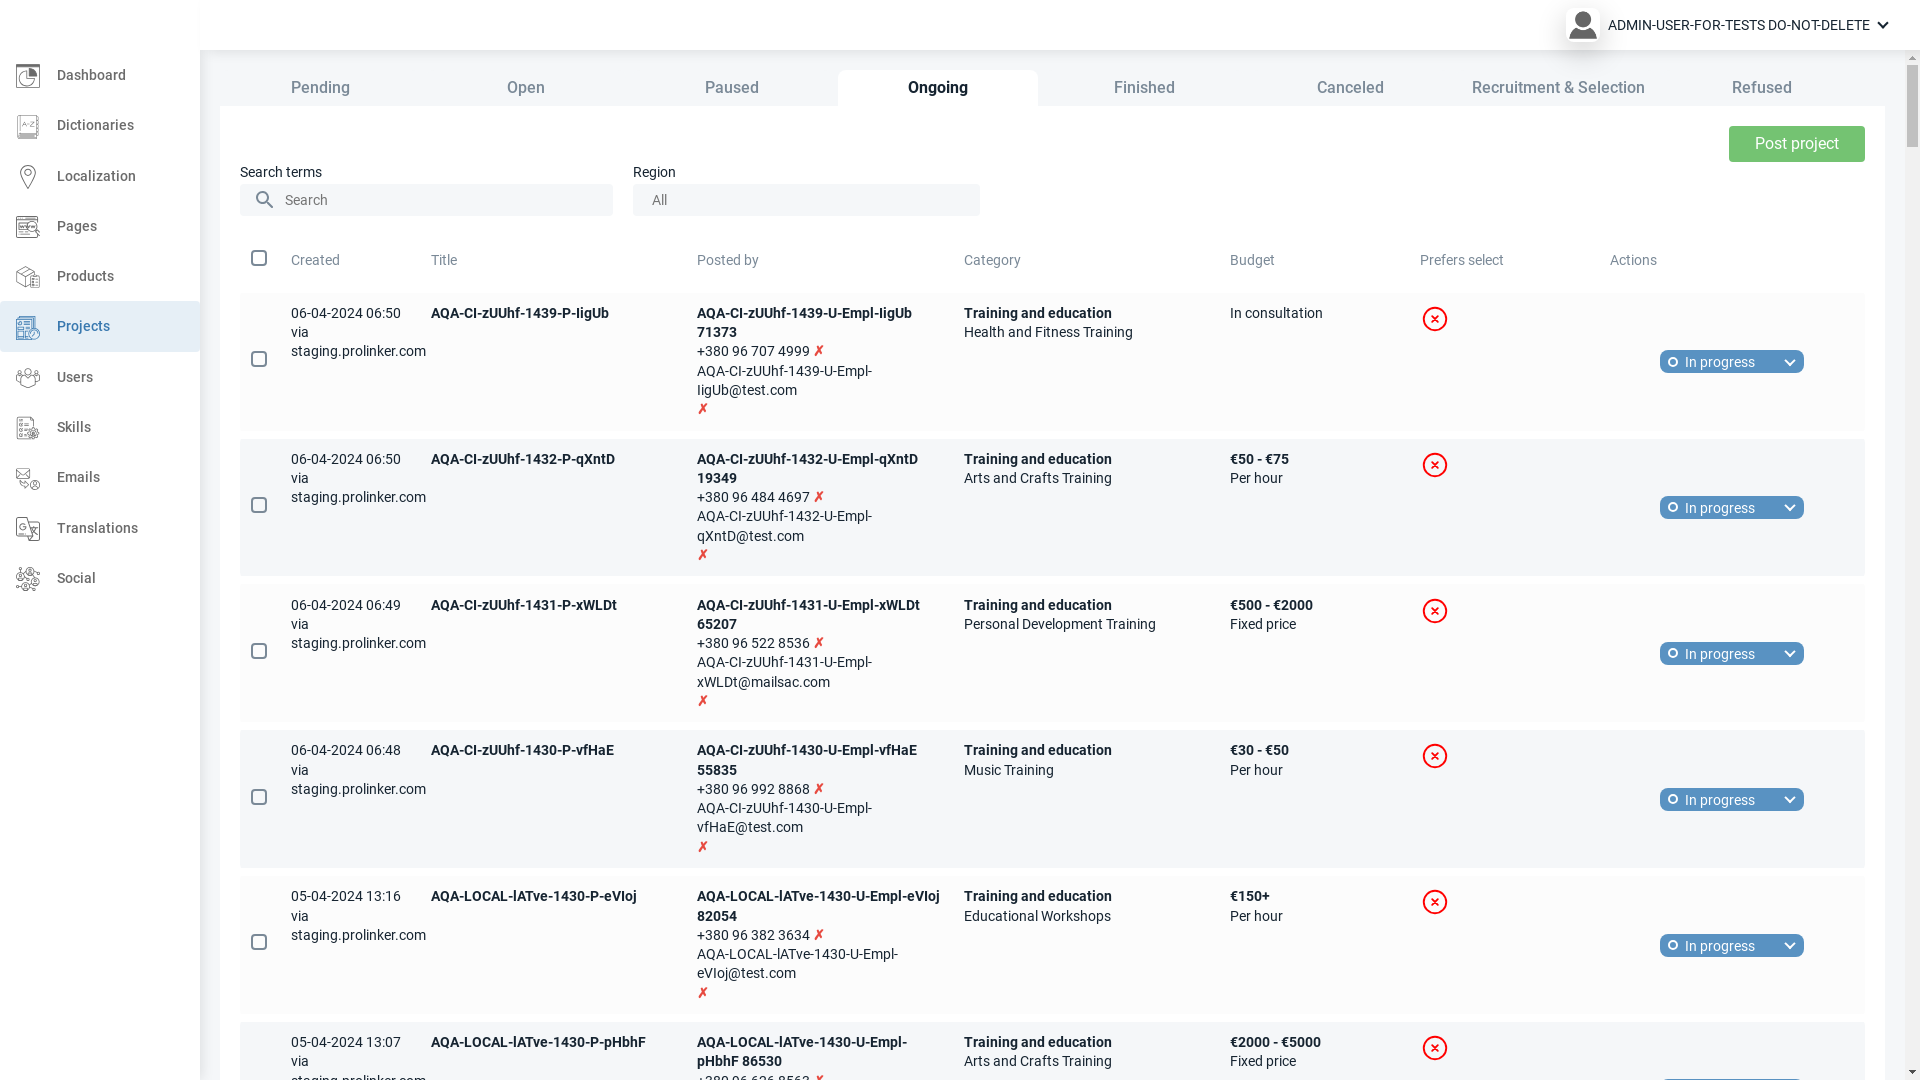 ADMIN-USER-FOR-TESTS DO-NOT-DELETE
Dashboard
Dictionaries
Localization
Pages
Products
Projects
Users
Skills
Emails
Translations
Social
Pending Open Paused Ongoing Finished Canceled Recruitment & Selection Refused
Post project
Search terms Region
Search All
Created Title Posted by Category Budget Prefers select Actions
06-04-2024 06:50 AQA-CI-zUUhf-1439-P-IigUb AQA-CI-zUUhf-1439-U-Empl-IigUb Training and education In consultation
via 71373 Health and Fitness Training
staging.prolinker.com +380 96 707 4999 ✗
In progress
AQA-CI-zUUhf-1439-U-Empl-
IigUb@test.com
✗
06-04-2024 06:50 AQA-CI-zUUhf-1432-P-qXntD AQA-CI-zUUhf-1432-U-Empl-qXntD Training and education €50 - €75
via 19349 Arts and Crafts Training Per hour
staging.prolinker.com +380 96 484 4697 ✗
In progress
AQA-CI-zUUhf-1432-U-Empl-
qXntD@test.com
✗
06-04-2024 06:49 AQA-CI-zUUhf-1431-P-xWLDt AQA-CI-zUUhf-1431-U-Empl-xWLDt Training and education €500 - €2000
via 65207 Personal Development Training Fixed price
staging.prolinker.com +380 96 522 8536 ✗
In progress
AQA-CI-zUUhf-1431-U-Empl-
xWLDt@mailsac.com
✗
06-04-2024 06:48 AQA-CI-zUUhf-1430-P-vfHaE AQA-CI-zUUhf-1430-U-Empl-vfHaE Training and education €30 - €50
via 55835 Music Training Per hour
staging.prolinker.com +380 96 992 8868 ✗
In progress
AQA-CI-zUUhf-1430-U-Empl-
vfHaE@test.com
✗
05-04-2024 13:16 AQA-LOCAL-lATve-1430-P-eVIoj AQA-LOCAL-lATve-1430-U-Empl-eVIoj Training and education €150+
via 82054 Educational Workshops Per hour
staging.prolinker.com +380 96 382 3634 ✗
In progress
AQA-LOCAL-lATve-1430-U-Empl-
eVIoj@test.com
✗
05-04-2024 13:07 AQA-LOCAL-lATve-1430-P-pHbhF AQA-LOCAL-lATve-1430-U-Empl- Training and education €2000 - €5000
via pHbhF 86530 Arts and Crafts Training Fixed price
staging.prolinker.com +380 96 626 8563 ✗